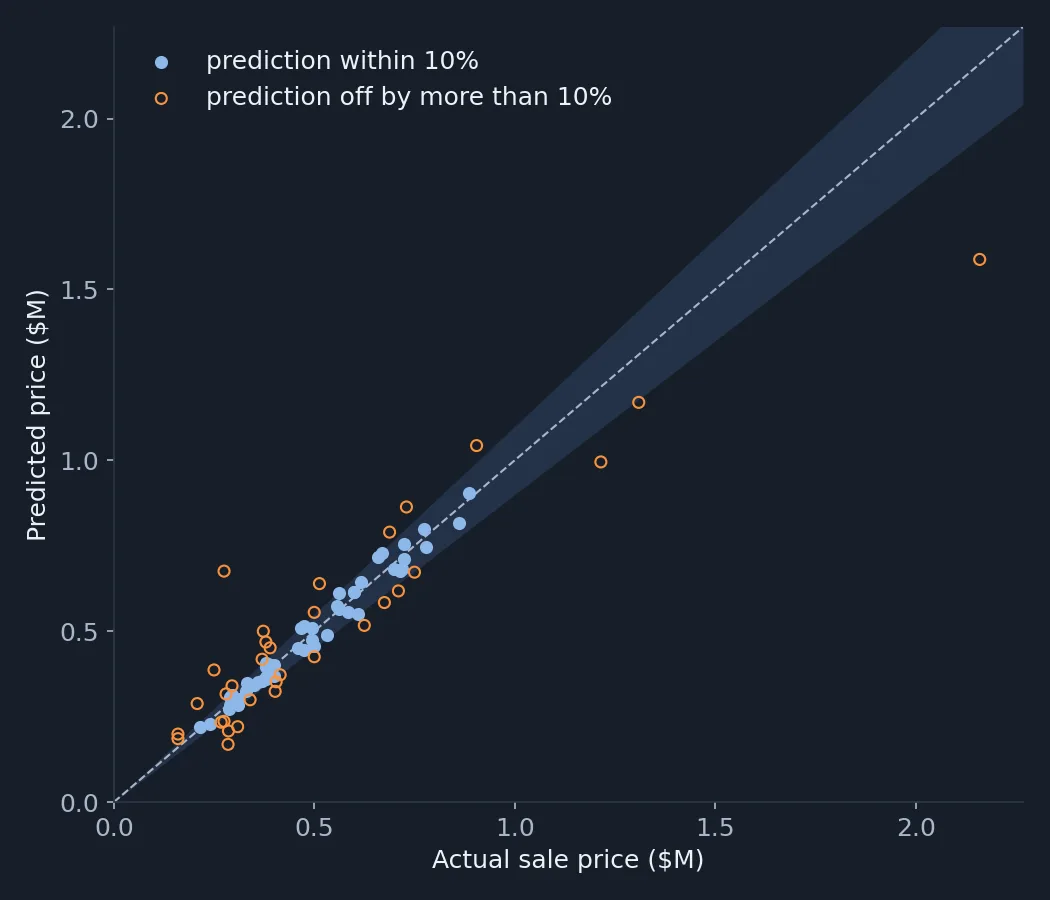 prediction within 10%
prediction off by more than 10%
2.0
1.5
1.0
0.5
0.0
Predicted price ($M)
0.0 0.5 1.0 1.5 2.0
Actual sale price ($M)